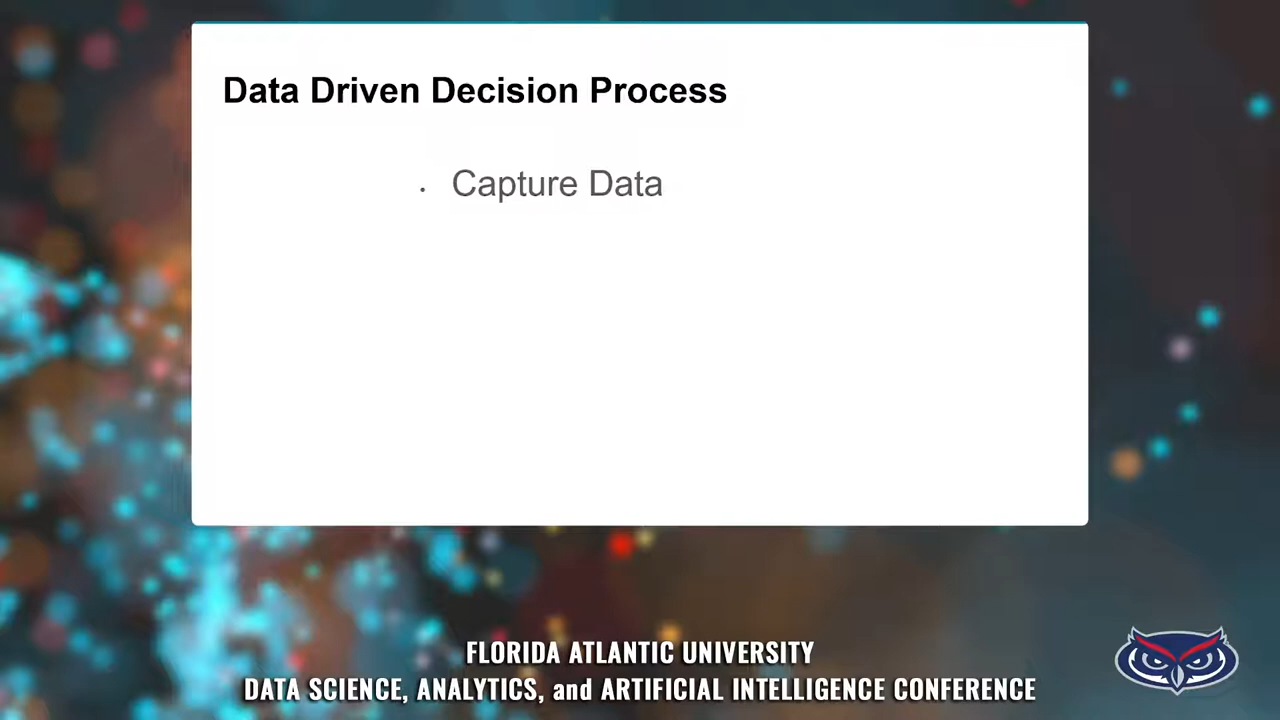 Data Driven Decision Process
• Capture Data
FLORIDA ATLANTIC UNIVERSITY
DATA SCIENCE, ANALYTICS, and ARTIFICIAL INTELLIGENCE CONFERENCE